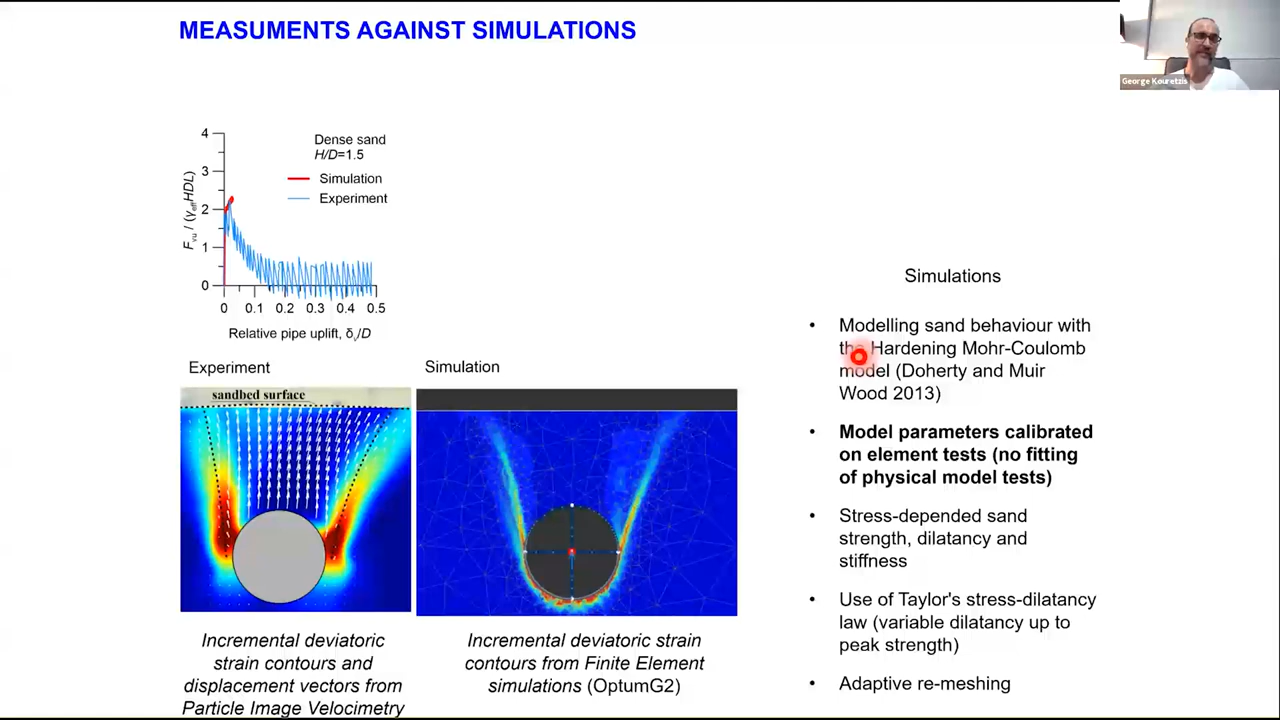 MEASUMENTS AGAINST SIMULATIONS
George Kouretzis
4
3
2
1
0
F_vu / (γ_eff HDL)
Dense sand
H/D=1.5
Simulation
Experiment
0 0.1 0.2 0.3 0.4 0.5
Relative pipe uplift, δ_v/D
Experiment
Simulation
sandbed surface
Incremental deviatoric
strain contours and
displacement vectors from
Particle Image Velocimetry
Incremental deviatoric strain
contours from Finite Element
simulations (OptumG2)
Simulations
• Modelling sand behaviour with
the Hardening Mohr-Coulomb
model (Doherty and Muir
Wood 2013)
• Model parameters calibrated
on element tests (no fitting
of physical model tests)
• Stress-depended sand
strength, dilatancy and
stiffness
• Use of Taylor's stress-dilatancy
law (variable dilatancy up to
peak strength)
• Adaptive re-meshing